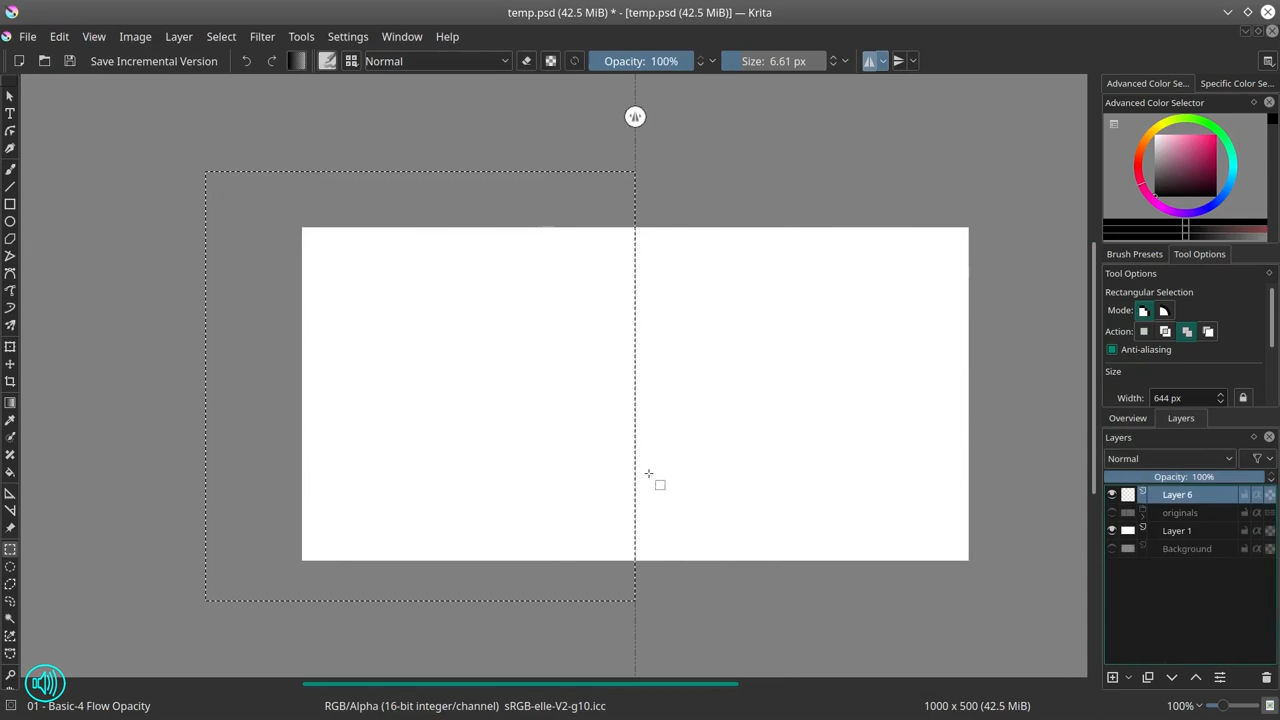 temp.psd (42.5 MiB) * - [temp.psd (42.5 MiB)] — Krita
File Edit View Image Layer Select Filter Tools Settings Window Help
Save Incremental Version Normal Opacity: 100% Size: 6.61 px
Advanced Color Se... Specific Color Se...
Advanced Color Selector
Brush Presets Tool Options
Tool Options
Rectangular Selection
Mode:
Action:
Anti-aliasing
Size
Width: 644 px
Overview Layers
Layers
Normal
Opacity: 100%
Layer 6
originals
Layer 1
Background
01 - Basic-4 Flow Opacity RGB/Alpha (16-bit integer/channel) sRGB-elle-V2-g10.icc 1000 x 500 (42.5 MiB) 100%